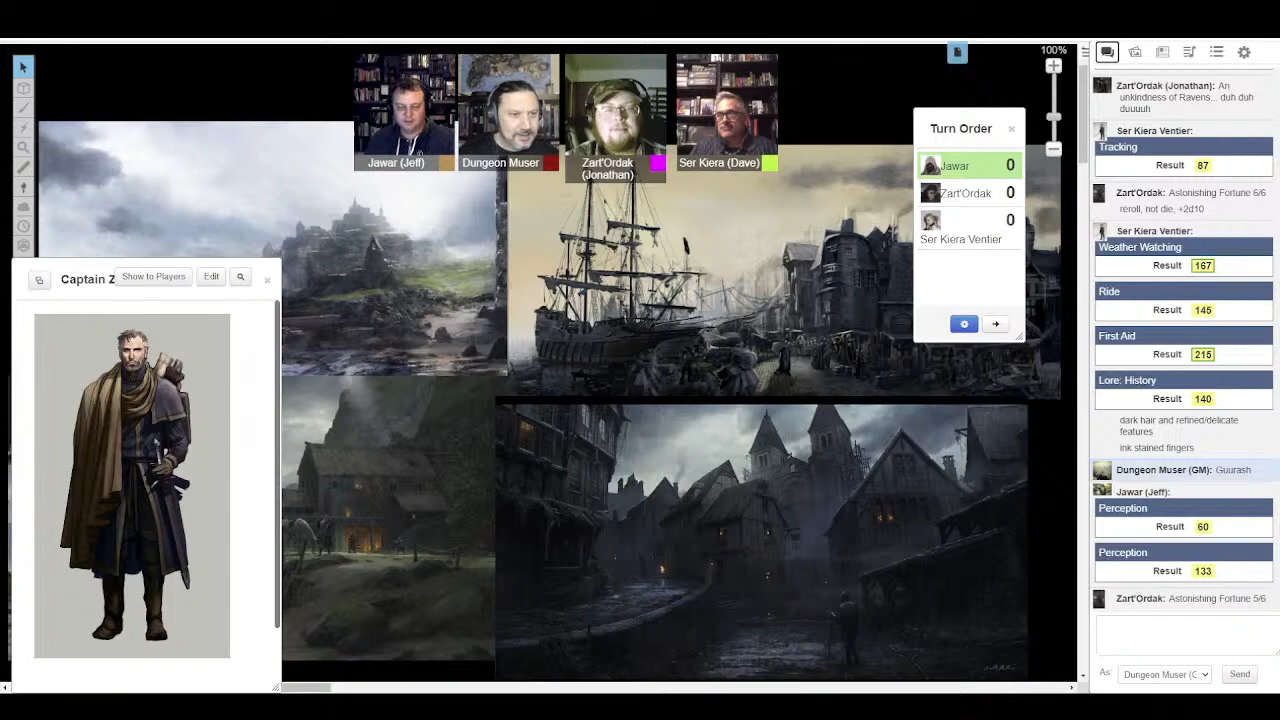 100%
Jawar (Jeff)
Dungeon Muser
Zart'Ordak
(Jonathan)
Ser Kiera (Dave)
Turn Order
×
Jawar 0
Zart'Ordak 0
0
Ser Kiera Ventier
Captain Z
Show to Players
Edit
×
Zart'Ordak (Jonathan): An
unkindness of Ravens... duh duh
duuuh
Ser Kiera Ventier:
Tracking
Result 87
Zart'Ordak: Astonishing Fortune 6/6
reroll, not die, +2d10
Ser Kiera Ventier:
Weather Watching
Result 167
Ride
Result 145
First Aid
Result 215
Lore: History
Result 140
dark hair and refined/delicate
features
ink stained fingers
Dungeon Muser (GM): Guurash
Jawar (Jeff):
Perception
Result 60
Perception
Result 133
Zart'Ordak: Astonishing Fortune 5/6
As:
Dungeon Muser (
Send